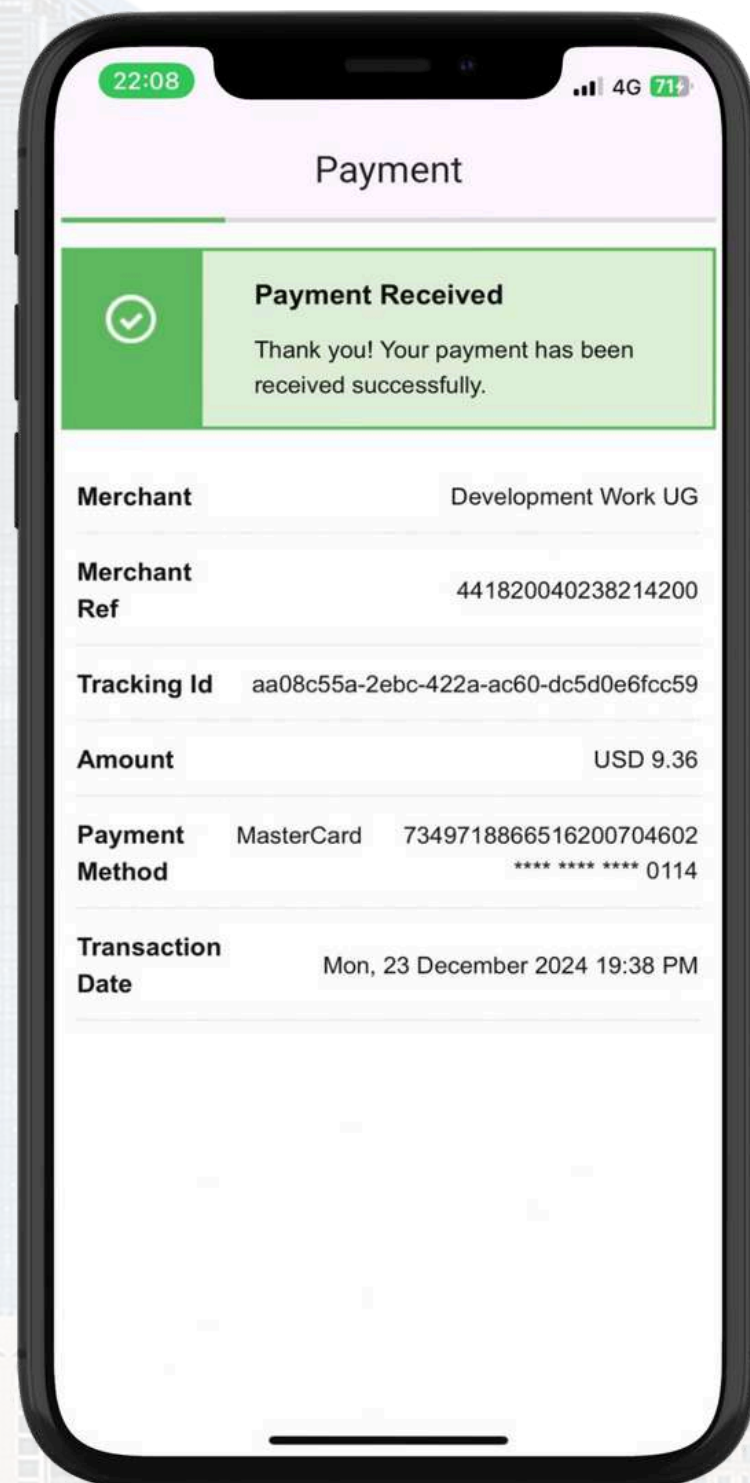 22:08
4G 71
Payment
Payment Received
Thank you! Your payment has been
received successfully.
Merchant Development Work UG
Merchant
Ref
441820040238214200
Tracking Id aa08c55a-2ebc-422a-ac60-dc5d0e6fcc59
Amount USD 9.36
Payment
Method
MasterCard 7349718866516200704602
**** **** **** 0114
Transaction
Date
Mon, 23 December 2024 19:38 PM